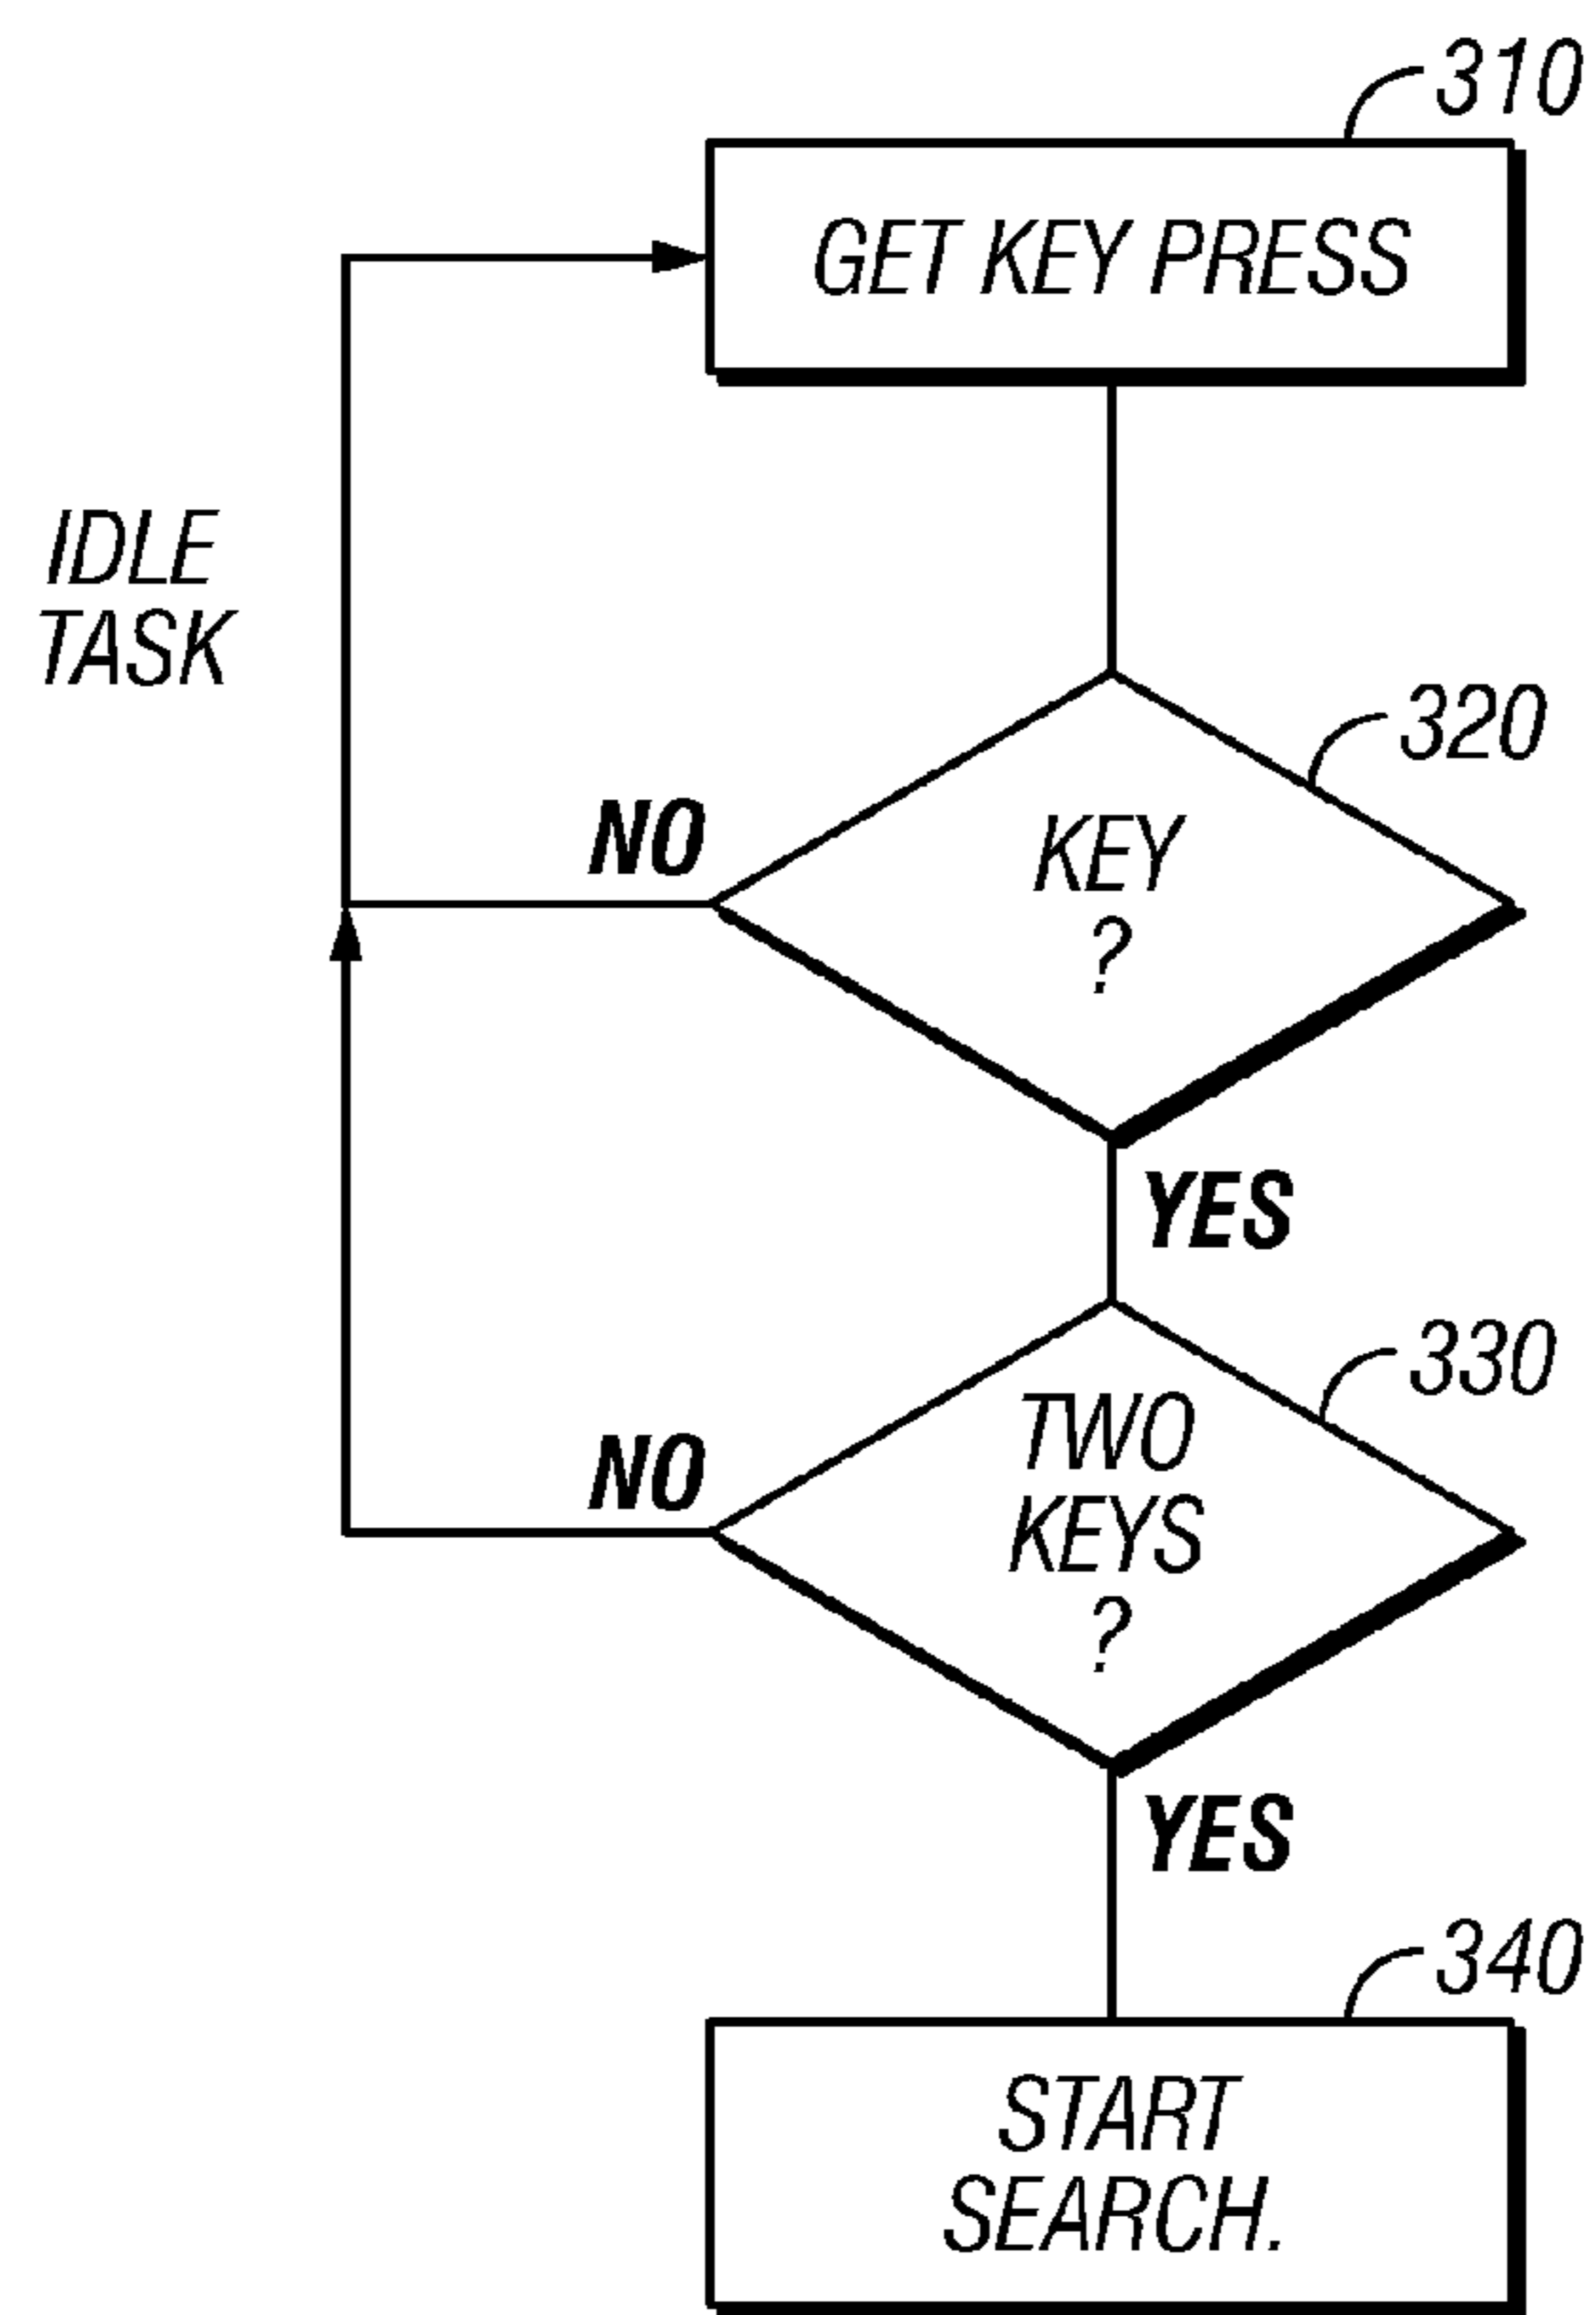 310
GET KEY PRESS
IDLE
TASK
320
NO
KEY
?
YES
330
NO
TWO
KEYS
?
YES
340
START
SEARCH.